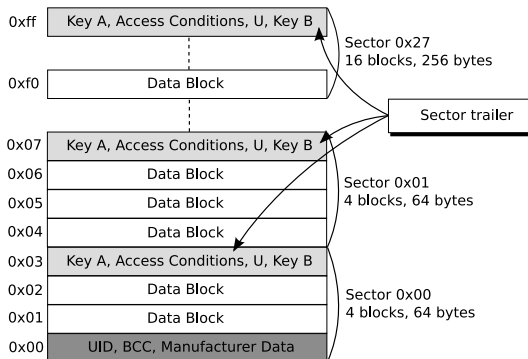 0xff Key A, Access Conditions, U, Key B
Sector 0x27
16 blocks, 256 bytes
0xf0 Data Block
Sector trailer
0x07 Key A, Access Conditions, U, Key B
0x06 Data Block
Sector 0x01
4 blocks, 64 bytes
0x05 Data Block
0x04 Data Block
0x03 Key A, Access Conditions, U, Key B
0x02 Data Block
Sector 0x00
4 blocks, 64 bytes
0x01 Data Block
0x00 UID, BCC, Manufacturer Data